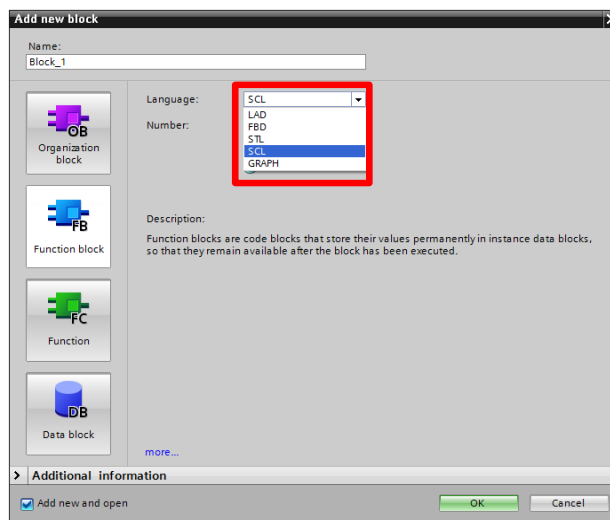 Add new block
Name:
Block_1
OB
Organization
block
FB
Function block
FC
Function
DB
Data block
Language:
SCL
Number:
LAD
FBD
STL
SCL
GRAPH
Description:
Function blocks are code blocks that store their values permanently in instance data blocks,
so that they remain available after the block has been executed.
more...
Additional information
Add new and open
OK
Cancel